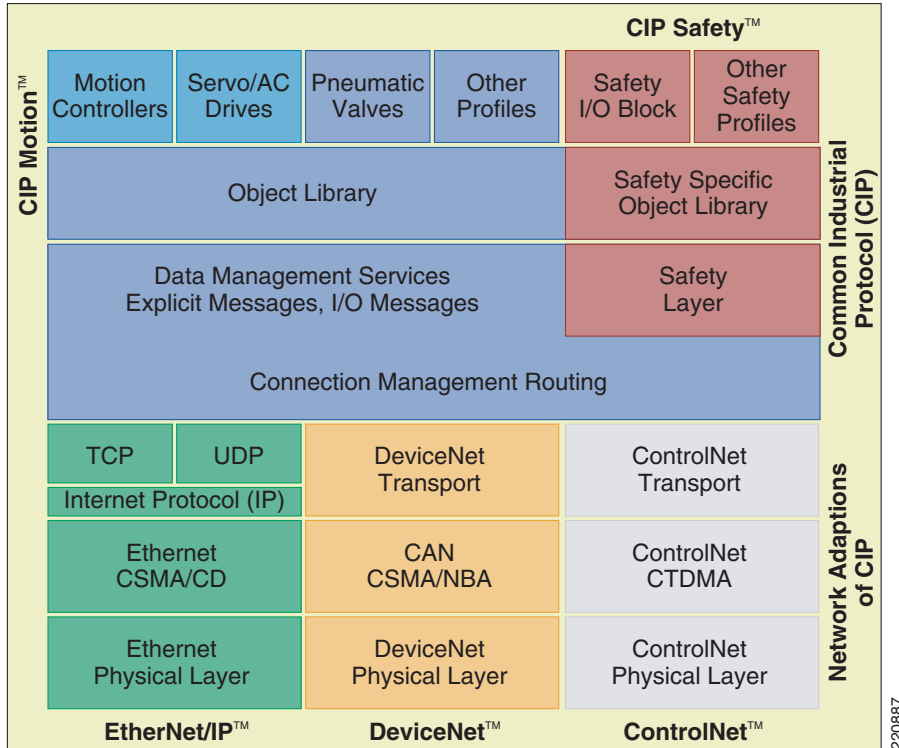 CIP Safety™
CIP Motion™
Motion
Controllers
Servo/AC
Drives
Pneumatic
Valves
Other
Profiles
Safety
I/O Block
Other
Safety
Profiles
Object Library
Safety Specific
Object Library
Common Industrial
Protocol (CIP)
Data Management Services
Explicit Messages, I/O Messages
Safety
Layer
Connection Management Routing
TCP
UDP
Internet Protocol (IP)
DeviceNet
Transport
ControlNet
Transport
Network Adaptions
of CIP
Ethernet
CSMA/CD
CAN
CSMA/NBA
ControlNet
CTDMA
Ethernet
Physical Layer
DeviceNet
Physical Layer
ControlNet
Physical Layer
EtherNet/IP™
DeviceNet™
ControlNet™
220887